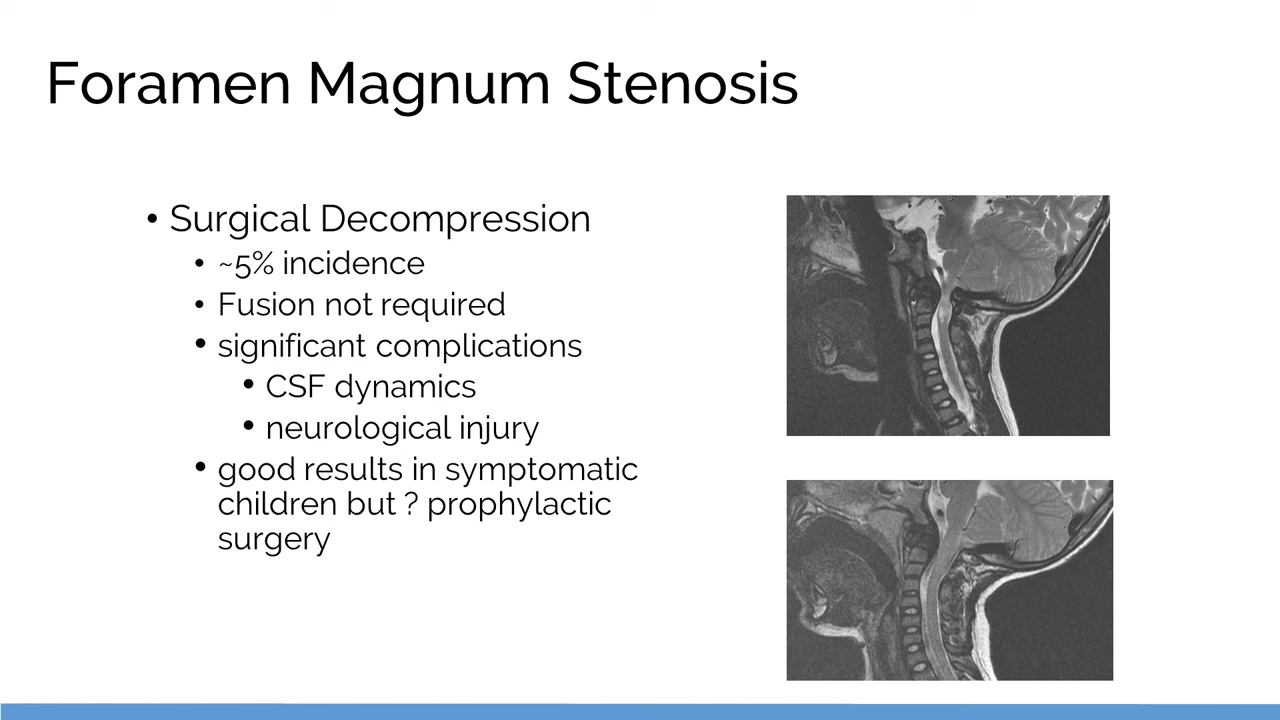 Foramen Magnum Stenosis
• Surgical Decompression
• ~5% incidence
• Fusion not required
• significant complications
• CSF dynamics
• neurological injury
• good results in symptomatic
children but ? prophylactic
surgery